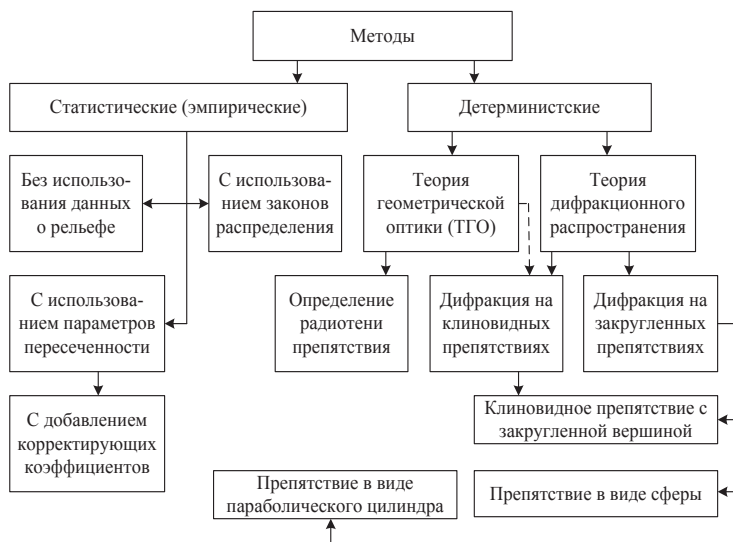 Методы
Статистические (эмпирические)
Детерминистские
Без использо-
вания данных
о рельефе
С использова-
нием законов
распределения
Теория
геометрической
оптики (ТГО)
Теория
дифракционного
распространения
С использова-
нием параметров
пересеченности
Определение
радиотени
препятствия
Дифракция на
клиновидных
препятствиях
Дифракция на
закругленных
препятствиях
С добавлением
корректирующих
коэффициентов
Клиновидное препятствие с
закругленной вершиной
Препятствие в виде
параболического цилиндра
Препятствие в виде сферы